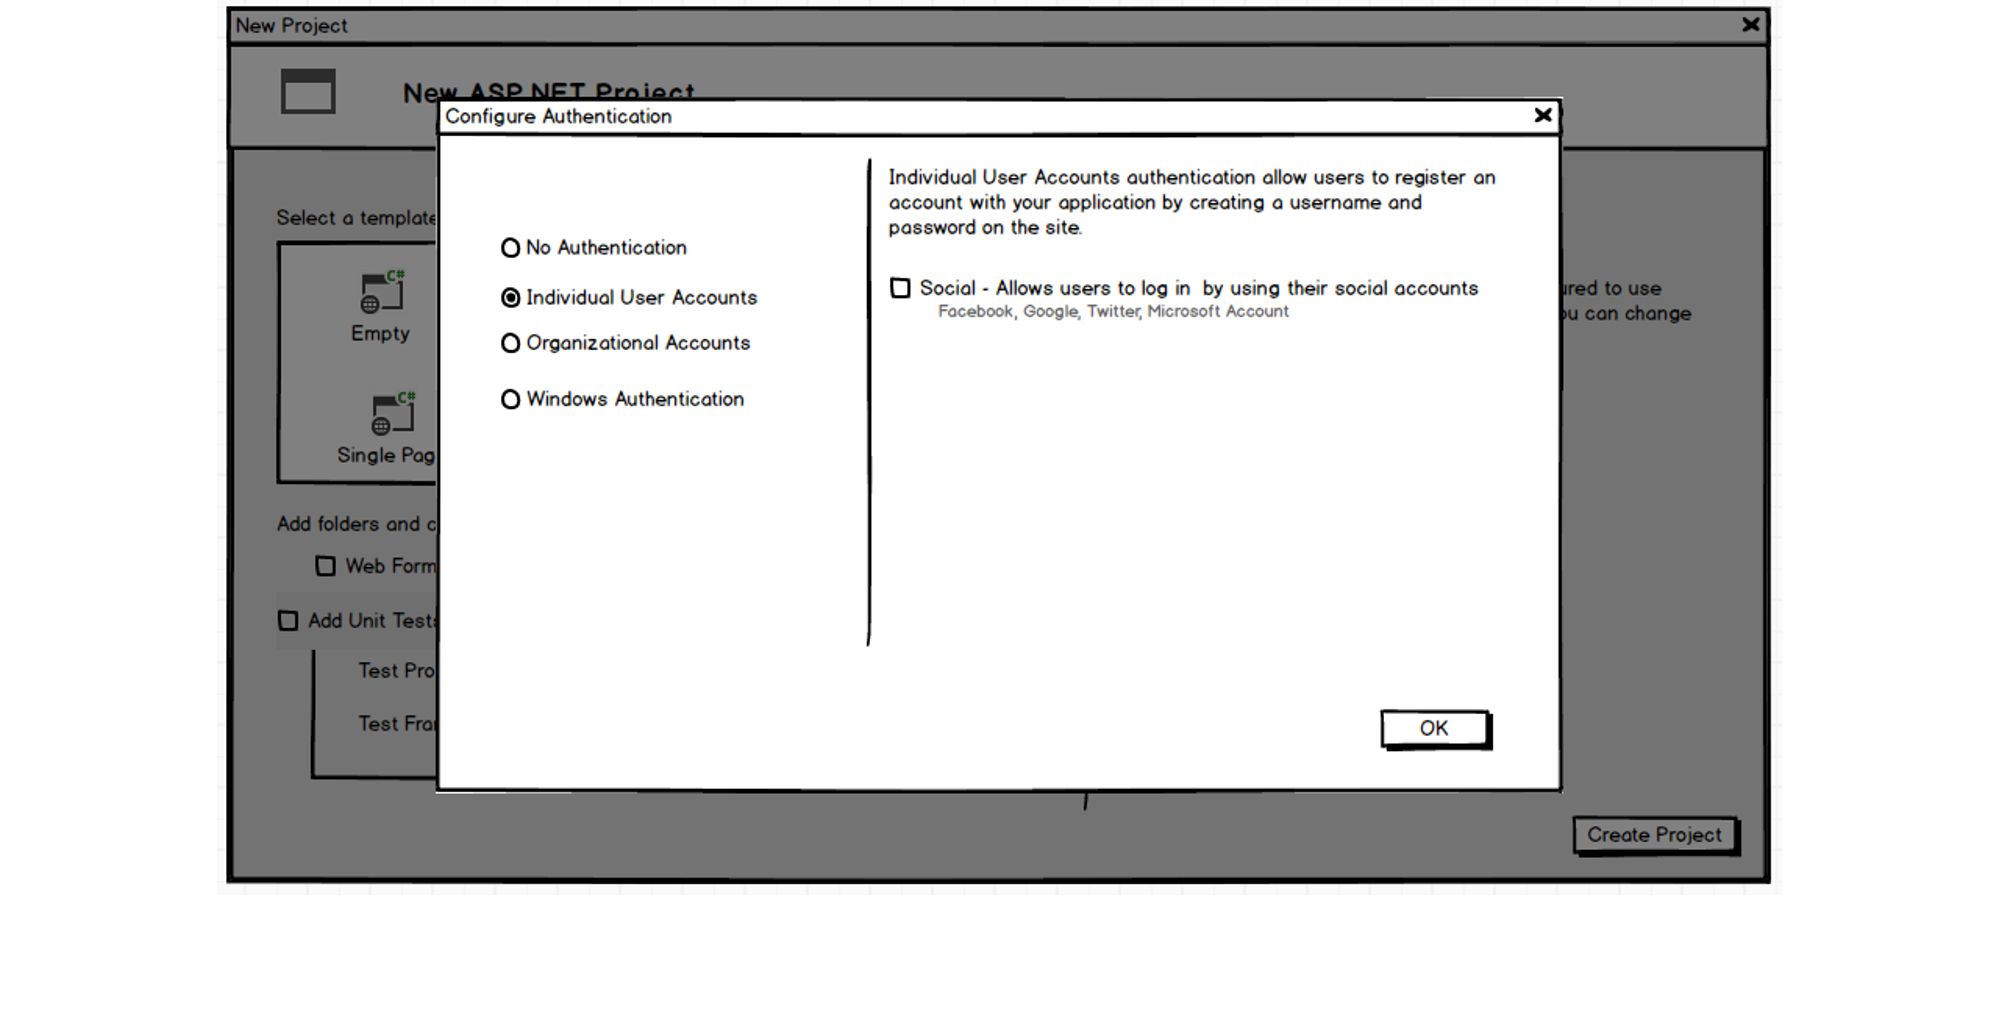 New Project
New ASP.NET Project
Configure Authentication
Select a template
C#
Empty
C#
Single Pag
Add folders and c
Web Form
Add Unit Tests
Test Pro
Test Fra
No Authentication
Individual User Accounts
Organizational Accounts
Windows Authentication
Individual User Accounts authentication allow users to register an
account with your application by creating a username and
password on the site.
Social - Allows users to log in by using their social accounts
Facebook, Google, Twitter, Microsoft Account
ured to use
ou can change
OK
Create Project